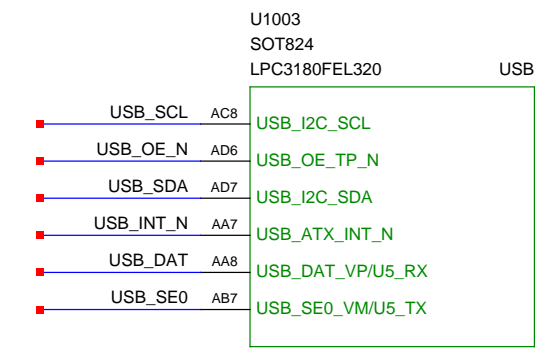 U1003
SOT824
LPC3180FEL320 USB
USB_SCL AC8 USB_I2C_SCL
USB_OE_N AD6 USB_OE_TP_N
USB_SDA AD7 USB_I2C_SDA
USB_INT_N AA7 USB_ATX_INT_N
USB_DAT AA8 USB_DAT_VP/U5_RX
USB_SE0 AB7 USB_SE0_VM/U5_TX